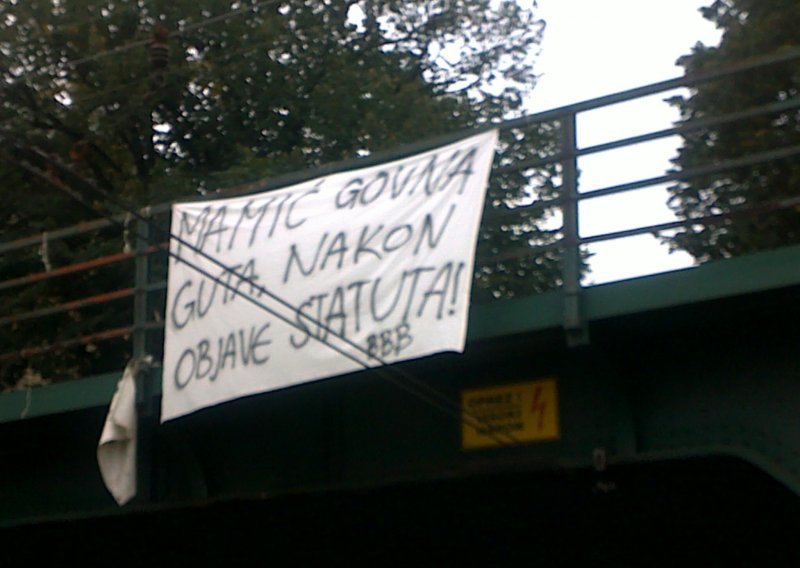 MAMIĆ GOVNA
GUTA, NAKON
OBJAVE STATUTA!
BBB